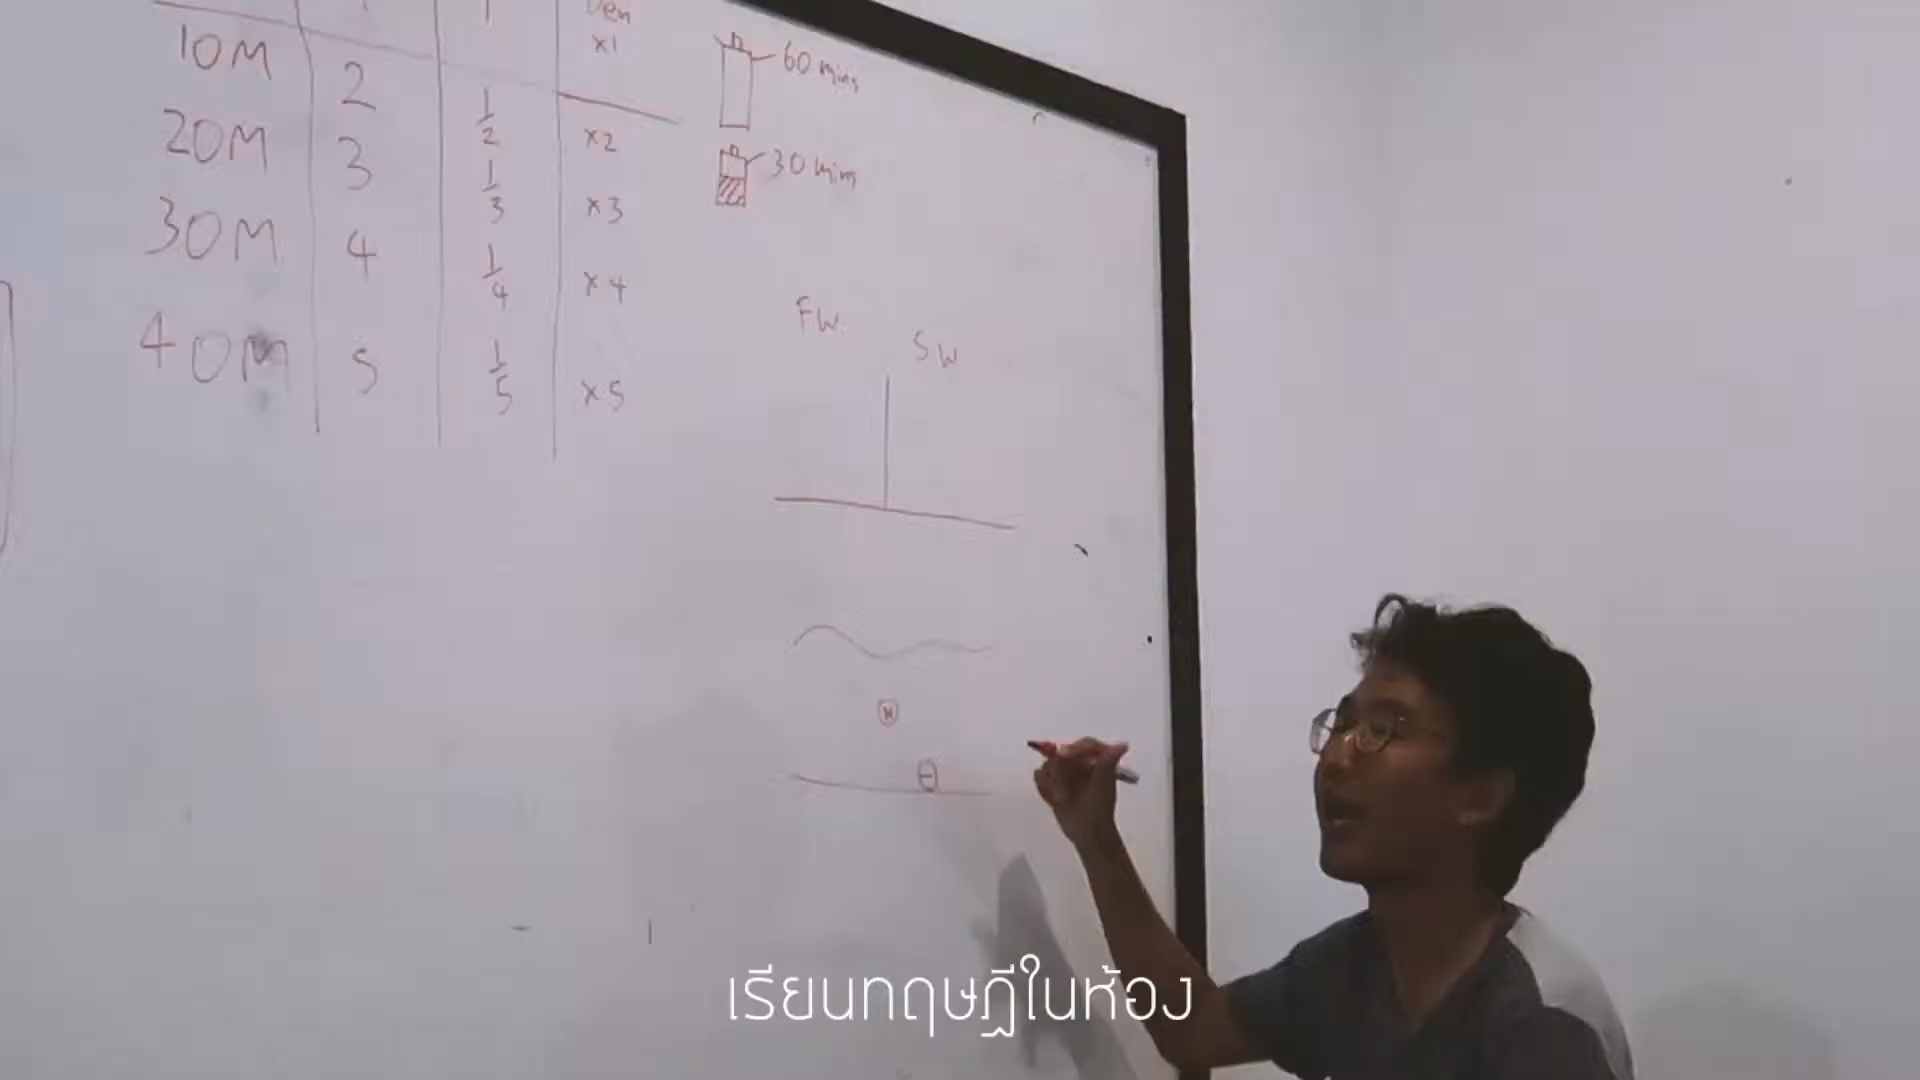 Den
x1
10M 2 1/2 x2
20M 3 1/3 x3
30M 4 1/4 x4
40M 5 1/5 x5
60 mins
30 mins
FW SW
N
เรียนทฤษฎีในห้อง